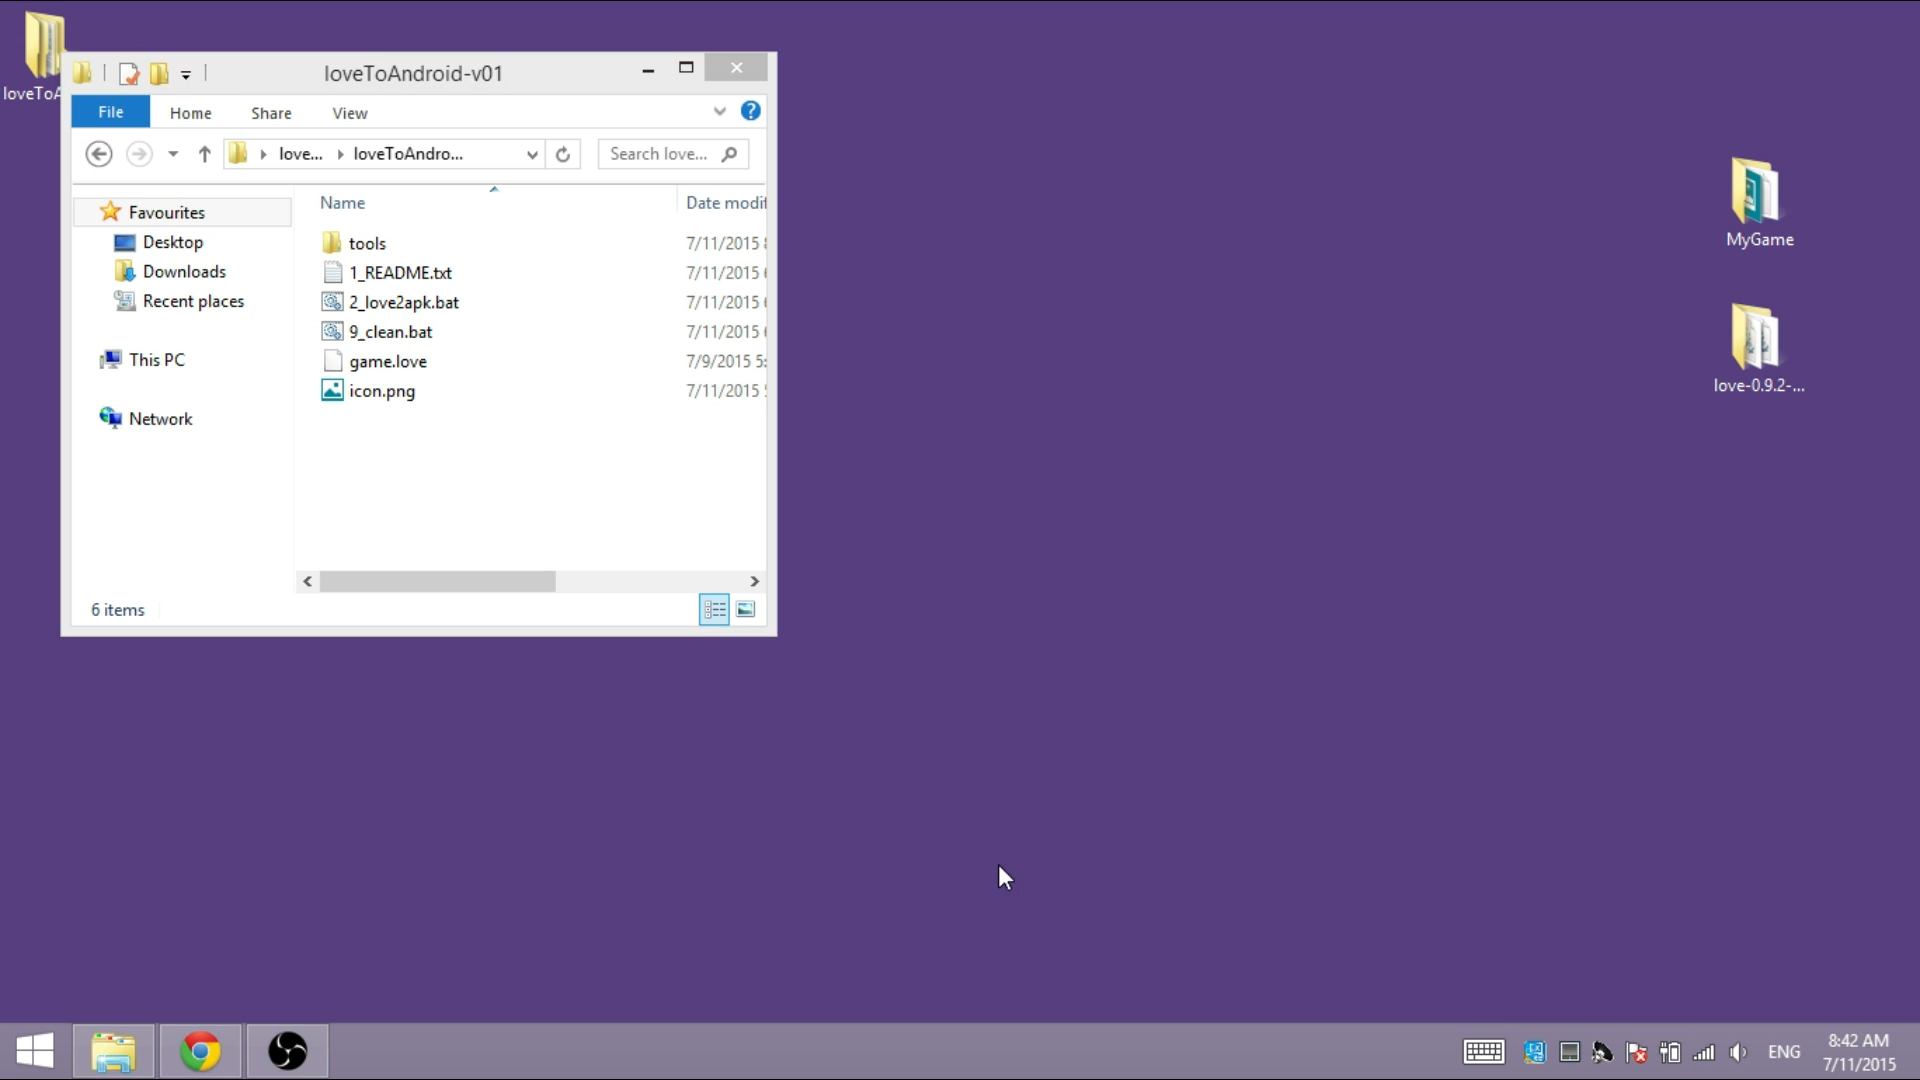 loveToA
loveToAndroid-v01
File Home Share View
love... loveToAndro... Search love...
Name Date modif
Favourites
Desktop
Downloads
Recent places
This PC
Network
tools 7/11/2015
1_README.txt 7/11/2015
2_love2apk.bat 7/11/2015
9_clean.bat 7/11/2015
game.love 7/9/2015 5:
icon.png 7/11/2015
6 items
MyGame
love-0.9.2-...
ENG
8:42 AM
7/11/2015